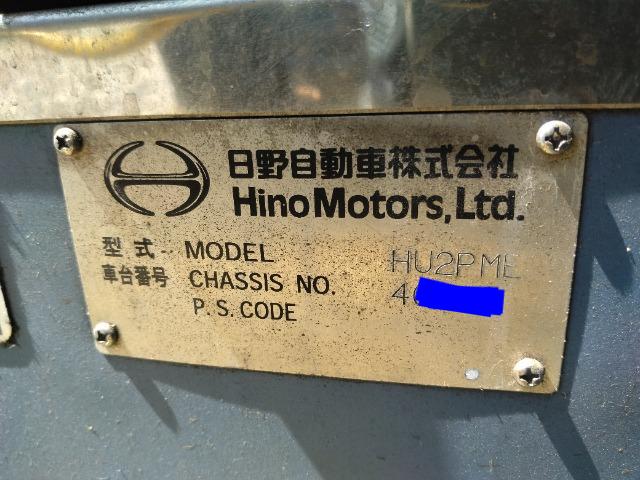 日野自動車株式会社
Hino Motors, Ltd.
型式 MODEL HU2PME
車台番号 CHASSIS NO. 4
P.S.CODE